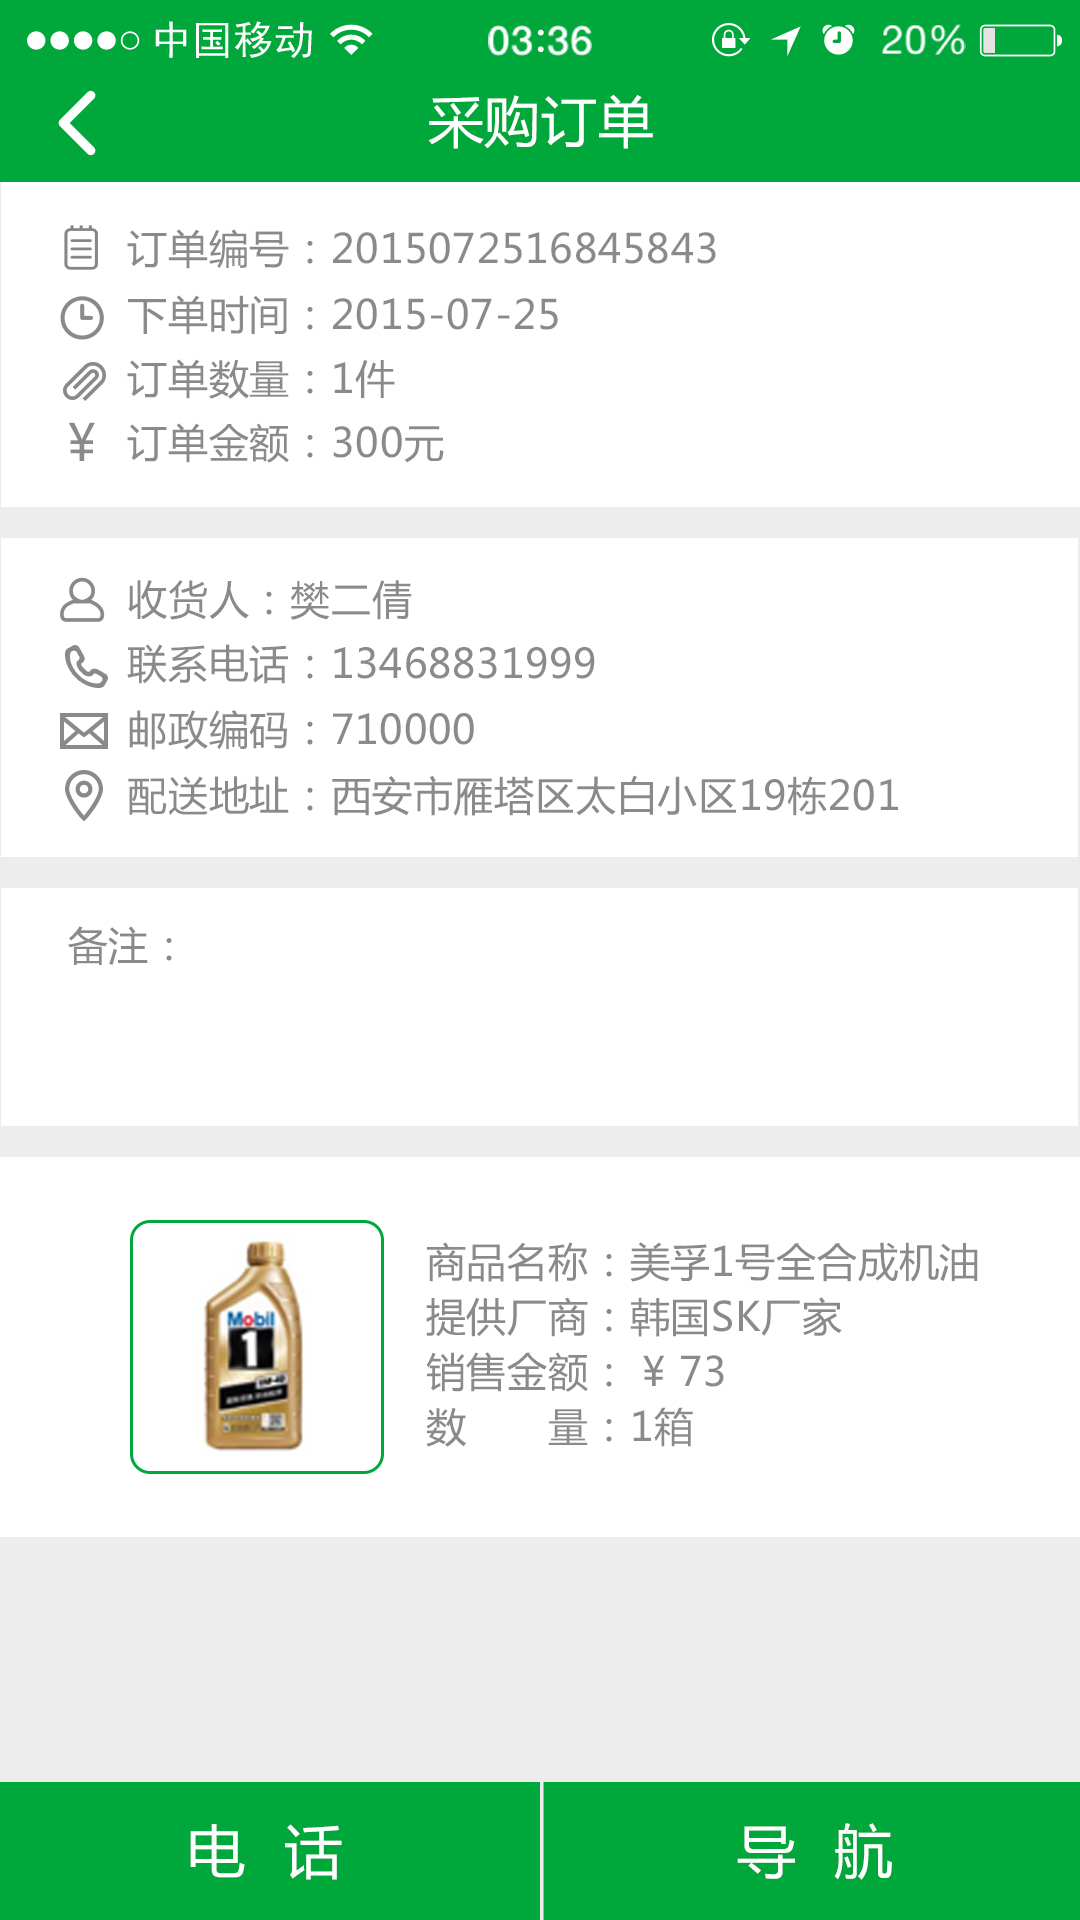 中国移动 03:36 20%
采购订单
订单编号：2015072516845843
下单时间：2015-07-25
订单数量：1件
¥ 订单金额：300元
收货人：樊二倩
联系电话：13468831999
邮政编码：710000
配送地址：西安市雁塔区太白小区19栋201
备注：
Mobil
1
商品名称：美孚1号全合成机油
提供厂商：韩国SK厂家
销售金额：¥ 73
数 量：1箱
电 话 导 航